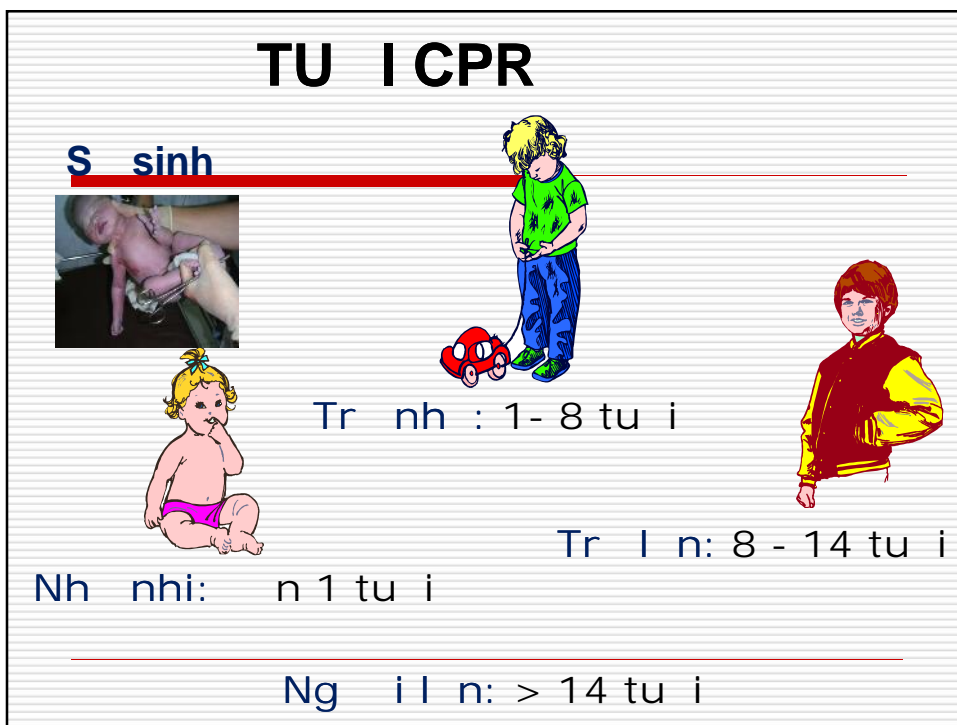 TU I CPR
S sinh
Tr nh : 1- 8 tu i
Tr l n: 8 - 14 tu i
Nh nhi: n 1 tu i
Ng i l n: > 14 tu i